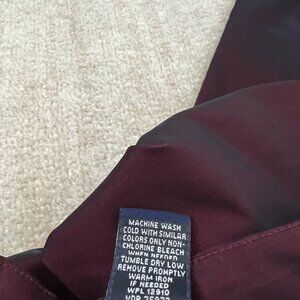 MACHINE WASH
COLD WITH SIMILAR
COLORS ONLY NON-
CHLORINE BLEACH
WHEN NEEDED
TUMBLE DRY LOW
REMOVE PROMPTLY
WARM IRON
IF NEEDED
WPL 12910
VDR